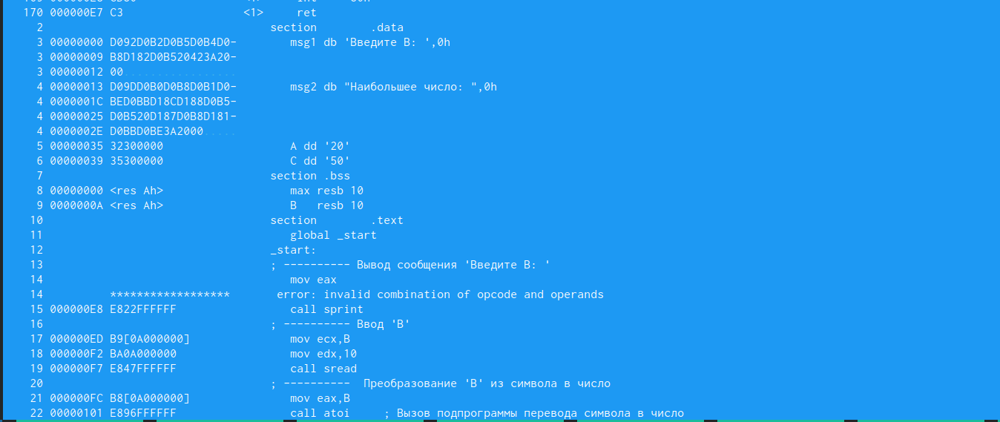 170 000000E7 C3                  <1>     ret
  2                                  section        .data
  3 00000000 D092D0B2D0B5D0B4D0-        msg1 db 'Введите В: ',0h
  3 00000009 B8D182D0B520423A20-
  3 00000012 00..................
  4 00000013 D09DD0B0D0B8D0B1D0-        msg2 db "Наибольшее число: ",0h
  4 0000001C BED0BBD18CD188D0B5-
  4 00000025 D0B520D187D0B8D181-
  4 0000002E D0BBD0BE3A2000.....
  5 00000035 32300000                   A dd '20'
  6 00000039 35300000                   C dd '50'
  7                                  section .bss
  8 00000000 <res Ah>                   max resb 10
  9 0000000A <res Ah>                   B   resb 10
 10                                  section        .text
 11                                     global _start
 12                                  _start:
 13                                  ; ---------- Вывод сообщения 'Введите В: '
 14                                     mov eax
 14          ******************       error: invalid combination of opcode and operands
 15 000000E8 E822FFFFFF                 call sprint
 16                                  ; ---------- Ввод 'В'
 17 000000ED B9[0A000000]               mov ecx,B
 18 000000F2 BA0A000000                 mov edx,10
 19 000000F7 E847FFFFFF                 call sread
 20                                  ; ----------  Преобразование 'В' из символа в число
 21 000000FC B8[0A000000]               mov eax,B
 22 00000101 E896FFFFFF                 call atoi     ; Вызов подпрограммы перевода символа в число